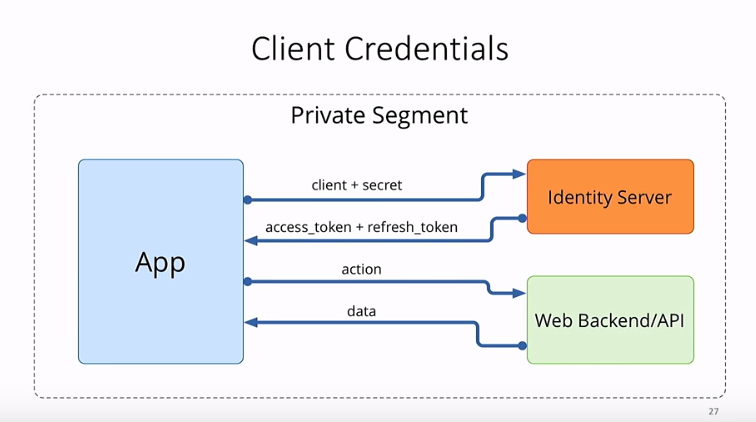 Client Credentials
Private Segment
App
client + secret
access_token + refresh_token
action
data
Identity Server
Web Backend/API
27